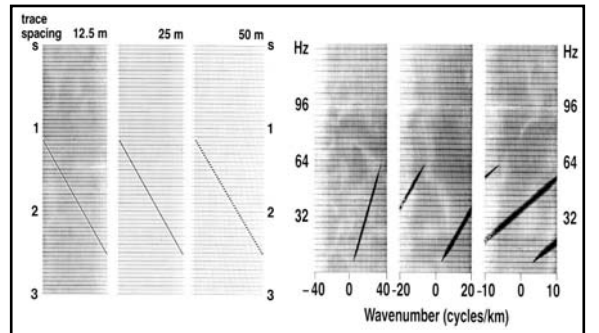 trace
spacing 12.5 m 25 m 50 m
s s
1 1
2 2
3 3
Hz Hz
96 96
64 64
32 32
-40 0 40 -20 0 20 -10 0 10
Wavenumber (cycles/km)